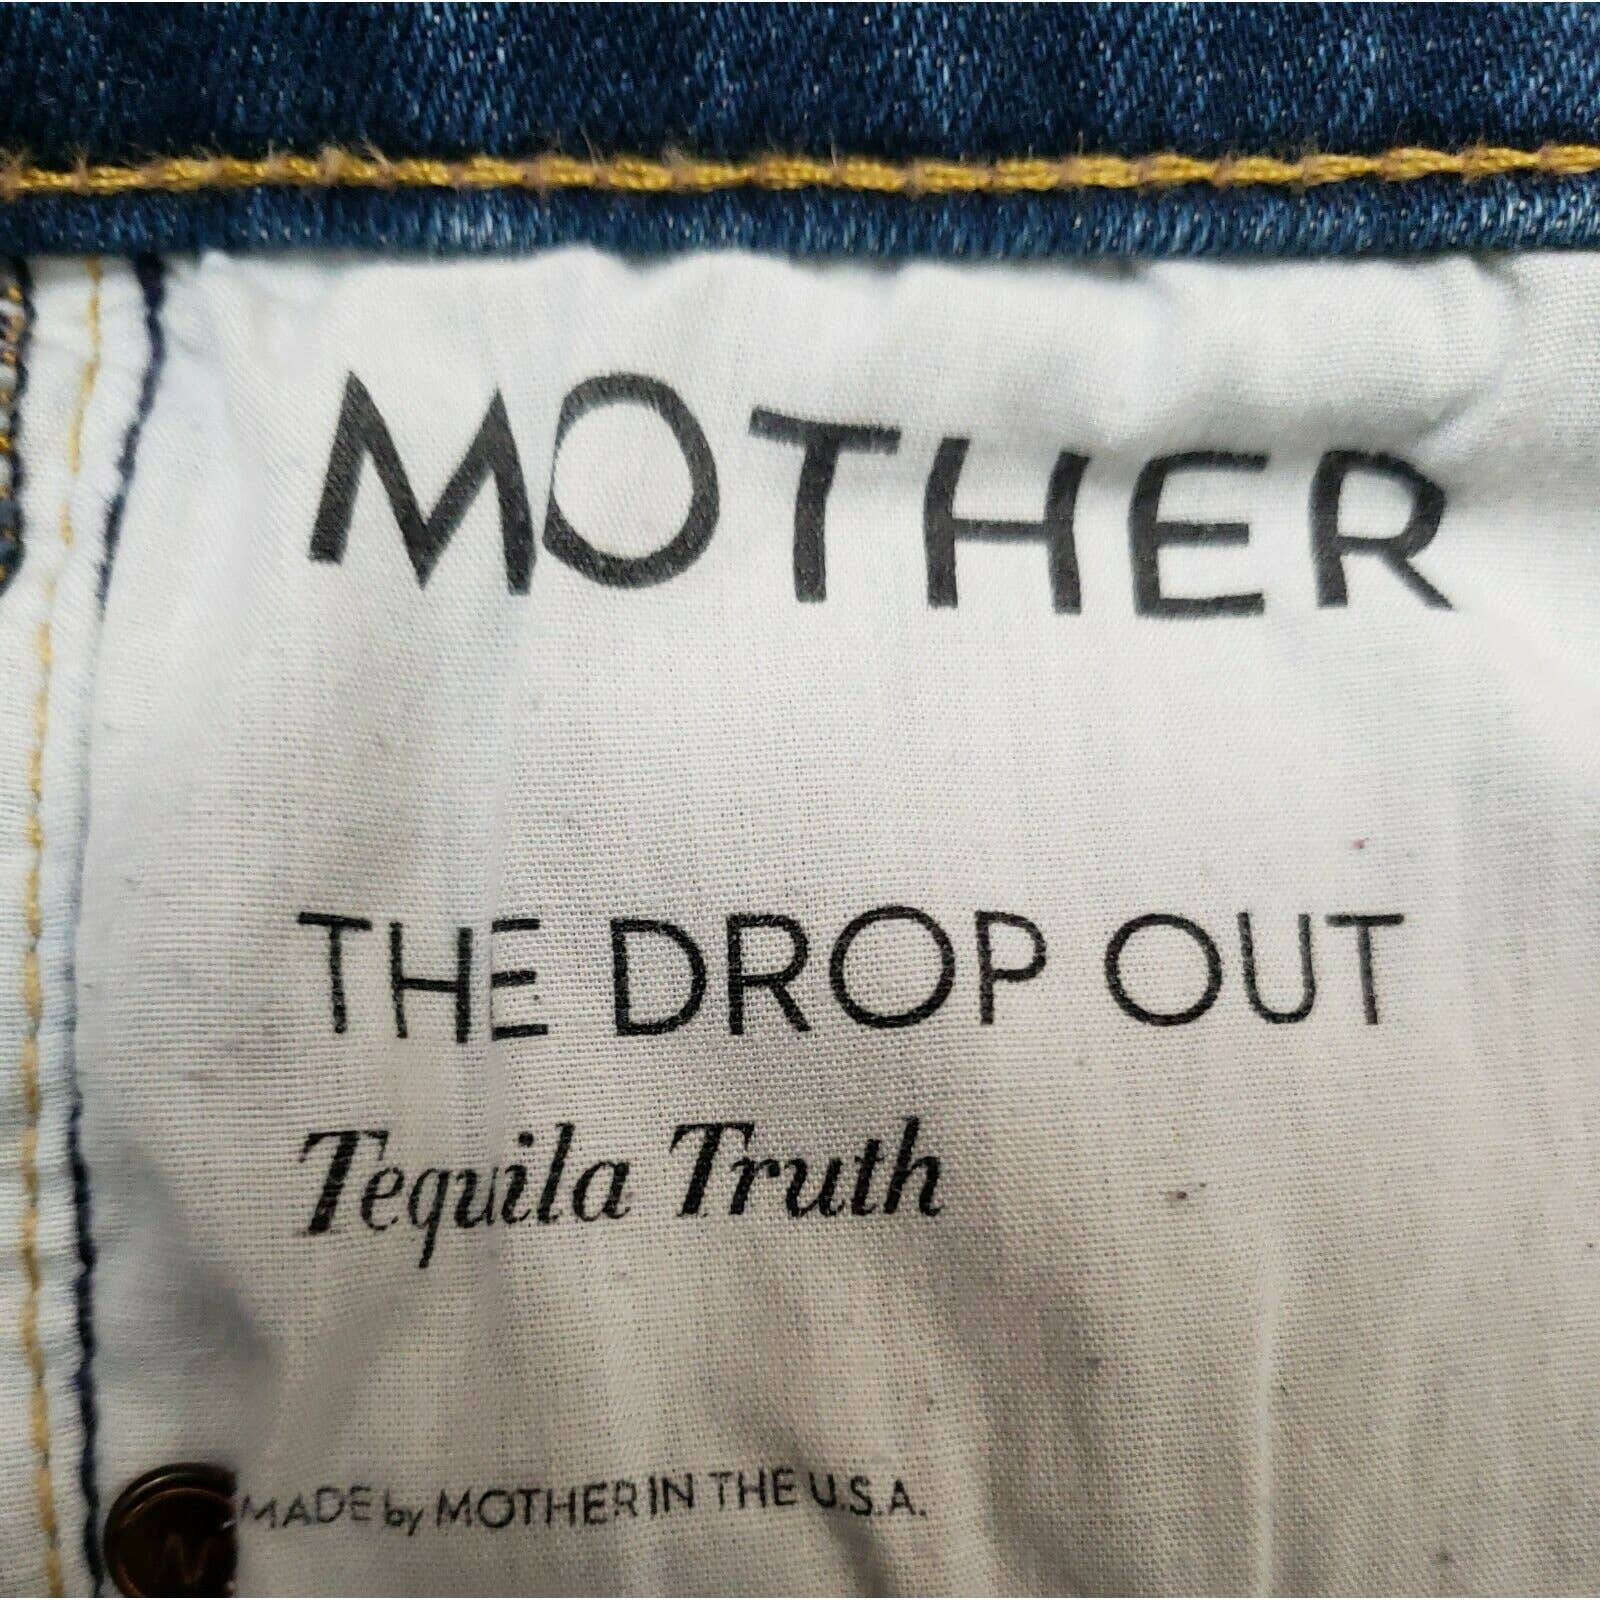 MOTHER
THE DROP OUT
Tequila Truth
MADE by MOTHER IN THE U.S.A.